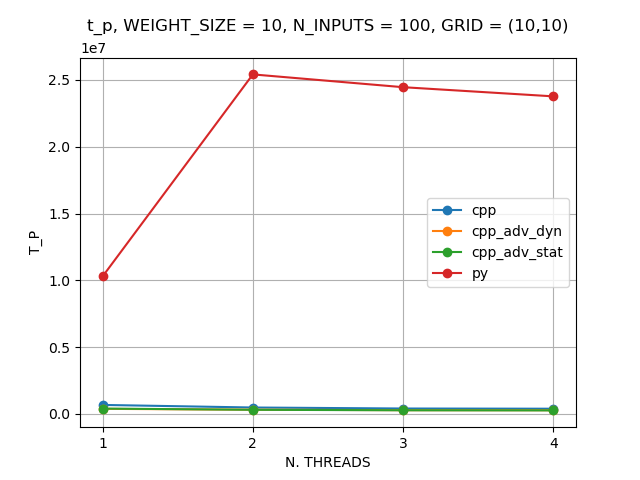 t_p, WEIGHT_SIZE = 10, N_INPUTS = 100, GRID = (10,10)
1e7
2.5
2.0
1.5
1.0
0.5
0.0
T_P
cpp
cpp_adv_dyn
cpp_adv_stat
py
1 2 3 4
N. THREADS